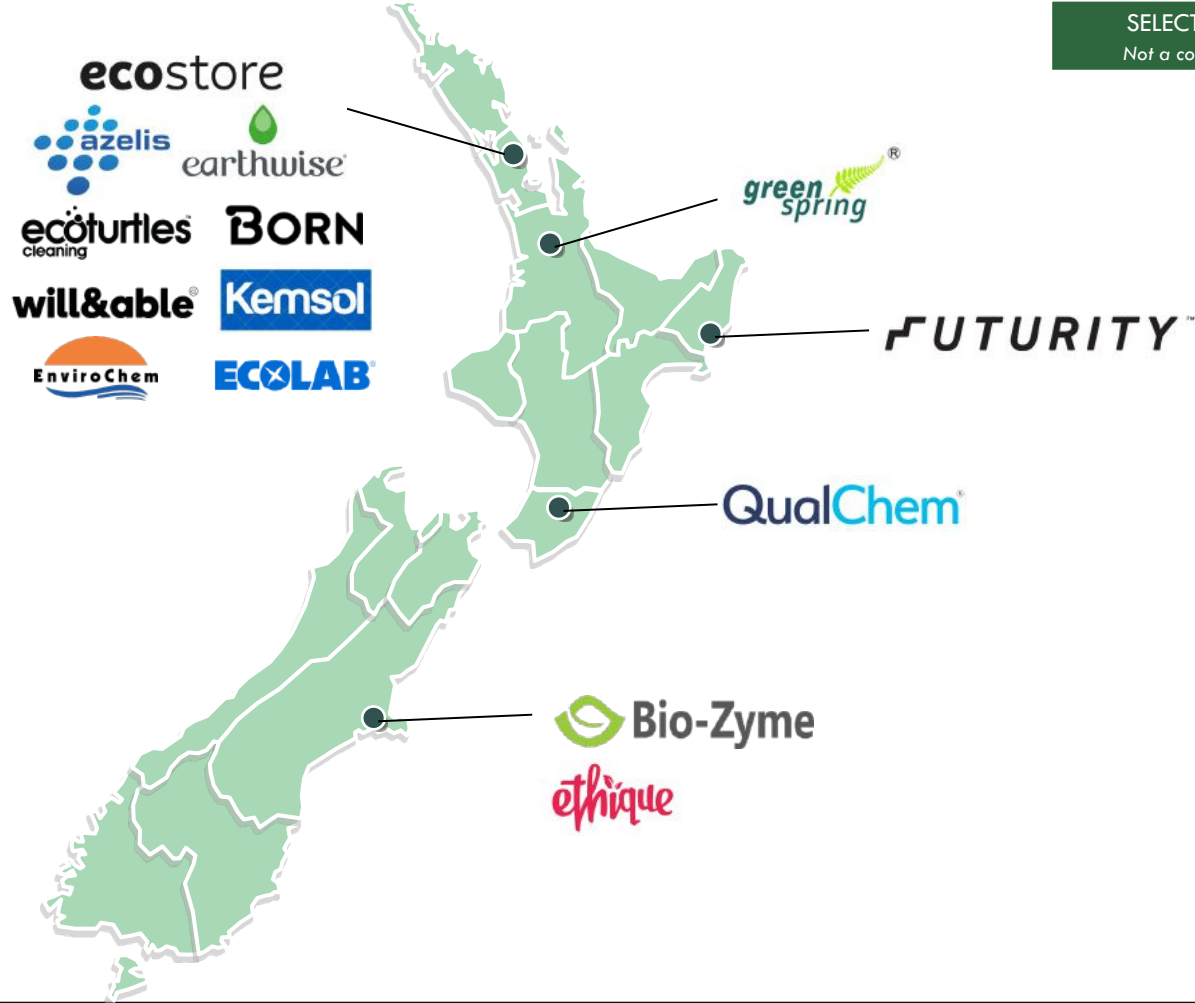 SELECT
Not a co
ecostore
azelis
earthwise
ecoturtles
cleaning
BORN
will&able
Kemsol
EnviroChem
ECOLAB
green
spring
FUTURITY
QualChem
Bio-Zyme
ethique